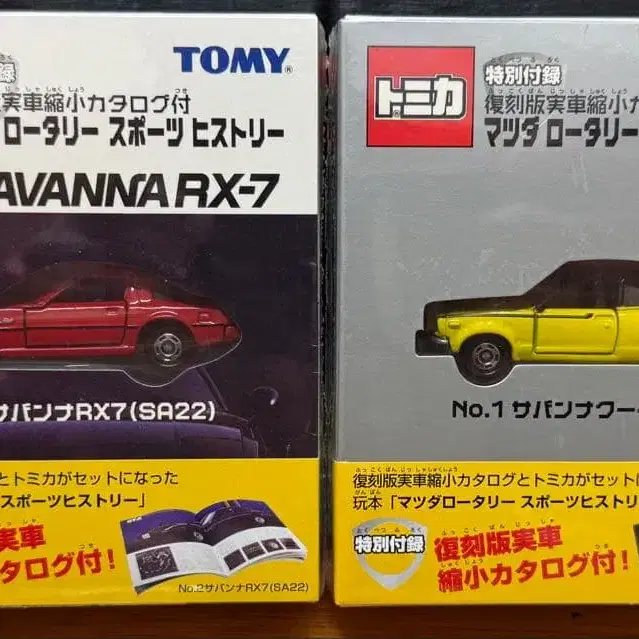 TOMY
録
実車縮小カタログ付
ロータリー スポーツ ヒストリー
AVANNA RX-7
サバンナRX7(SA22)
とトミカがセットになった
スポーツヒストリー」
実車
タログ付!
No.2サバンナRX7(SA22)
トミカ
特別付録
復刻版実車縮小カ
マツダ ロータリー
No.1 サバンナクー
復刻版実車縮小カタログとトミカがセットに
玩本「マツダロータリー スポーツヒストリ
特別付録
復刻版実車
縮小カタログ付!